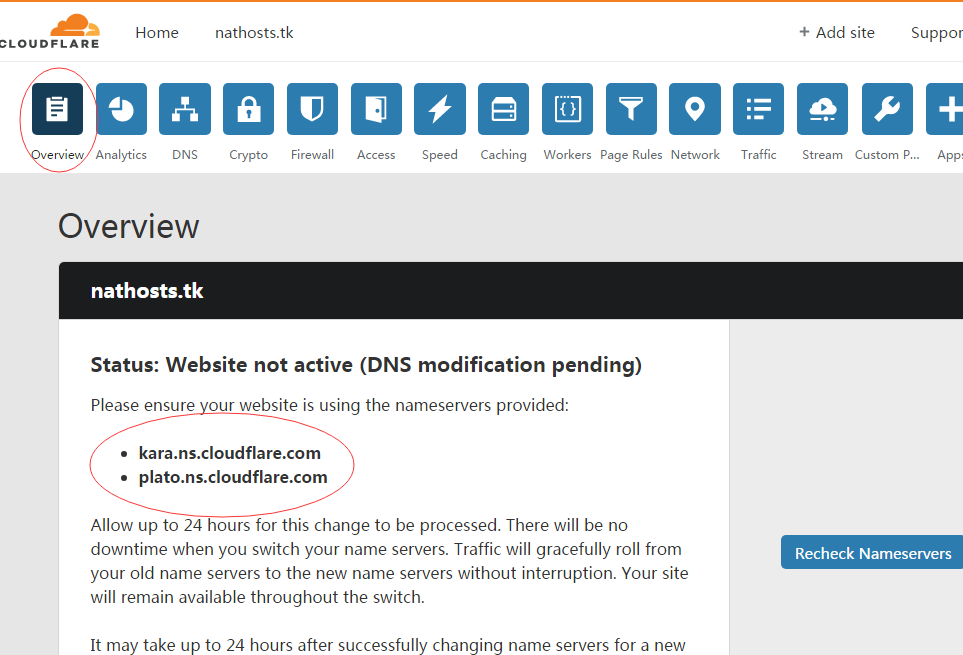 CLOUDFLARE
Home nathosts.tk + Add site
Overview Analytics DNS Crypto Firewall Access Speed Caching Workers Page Rules Network Traffic Stream Custom P...
Overview
nathosts.tk
Status: Website not active (DNS modification pending)
Please ensure your website is using the nameservers provided:
• kara.ns.cloudflare.com
• plato.ns.cloudflare.com
Allow up to 24 hours for this change to be processed. There will be no
downtime when you switch your name servers. Traffic will gracefully roll from
your old name servers to the new name servers without interruption. Your site
will remain available throughout the switch.
Recheck Nameservers
It may take up to 24 hours after successfully changing name servers for a new